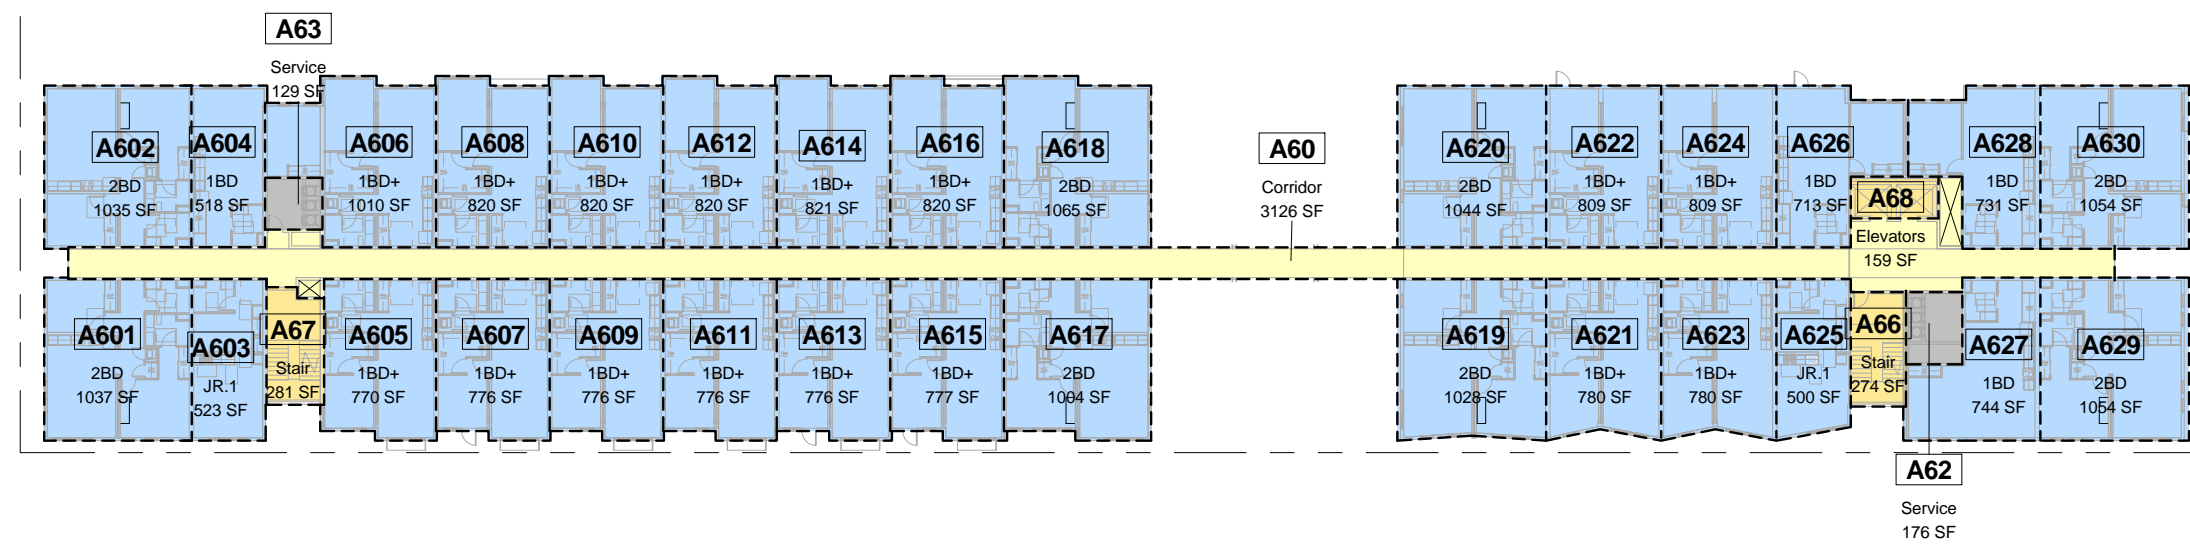 A63
Service
129 SF
A602
2BD
1035 SF
A604
1BD
518 SF
A606
1BD+
1010 SF
A608
1BD+
820 SF
A610
1BD+
820 SF
A612
1BD+
820 SF
A614
1BD+
821 SF
A616
1BD+
820 SF
A618
2BD
1065 SF
A60
Corridor
3126 SF
A620
2BD
1044 SF
A622
1BD+
809 SF
A624
1BD+
809 SF
A626
1BD
713 SF
A68
Elevators
159 SF
A628
1BD
731 SF
A630
2BD
1054 SF
A601
2BD
1037 SF
A603
JR.1
523 SF
A67
Stair
281 SF
A605
1BD+
770 SF
A607
1BD+
776 SF
A609
1BD+
776 SF
A611
1BD+
776 SF
A613
1BD+
776 SF
A615
1BD+
777 SF
A617
2BD
1004 SF
A619
2BD
1028 SF
A621
1BD+
780 SF
A623
1BD+
780 SF
A625
JR.1
500 SF
A66
Stair
274 SF
A627
1BD
744 SF
A629
2BD
1054 SF
A62
Service
176 SF